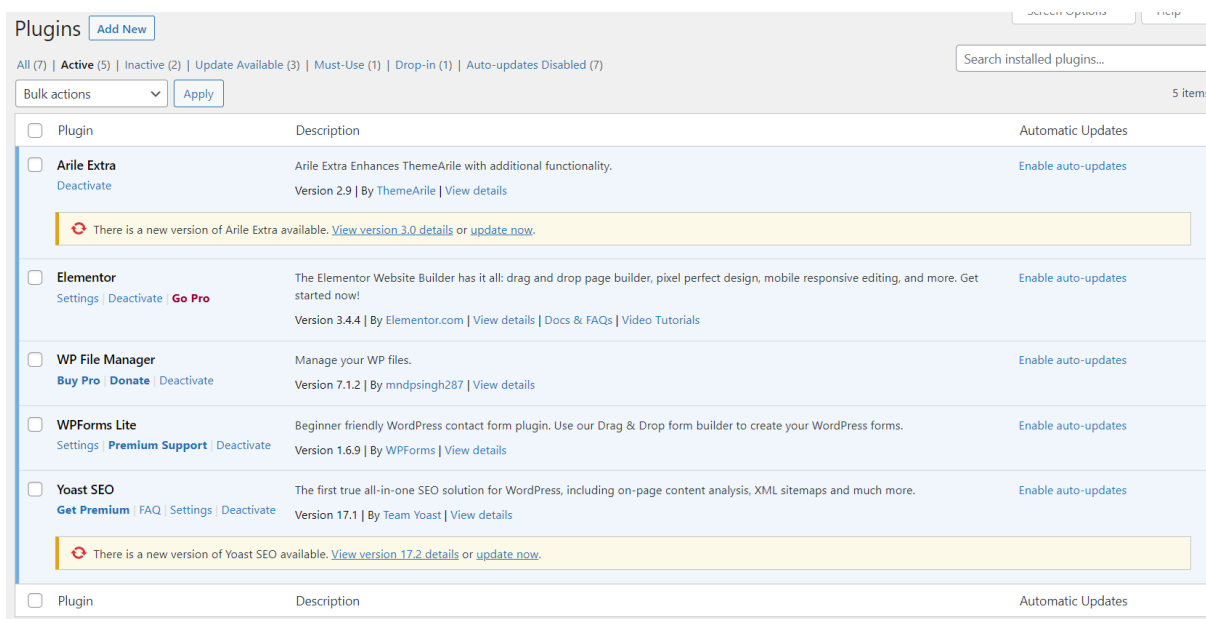 Screen Options Help
Plugins Add New
All (7) | Active (5) | Inactive (2) | Update Available (3) | Must-Use (1) | Drop-in (1) | Auto-updates Disabled (7)
Search installed plugins...
Bulk actions Apply
5 items
Plugin Description Automatic Updates
Arile Extra Arile Extra Enhances ThemeArile with additional functionality. Enable auto-updates
Deactivate Version 2.9 | By ThemeArile | View details
There is a new version of Arile Extra available. View version 3.0 details or update now.
Elementor The Elementor Website Builder has it all: drag and drop page builder, pixel perfect design, mobile responsive editing, and more. Get Enable auto-updates
Settings | Deactivate | Go Pro started now!
Version 3.4.4 | By Elementor.com | View details | Docs & FAQs | Video Tutorials
WP File Manager Manage your WP files. Enable auto-updates
Buy Pro | Donate | Deactivate Version 7.1.2 | By mndpsingh287 | View details
WPForms Lite Beginner friendly WordPress contact form plugin. Use our Drag & Drop form builder to create your WordPress forms. Enable auto-updates
Settings | Premium Support | Deactivate Version 1.6.9 | By WPForms | View details
Yoast SEO The first true all-in-one SEO solution for WordPress, including on-page content analysis, XML sitemaps and much more. Enable auto-updates
Get Premium | FAQ | Settings | Deactivate Version 17.1 | By Team Yoast | View details
There is a new version of Yoast SEO available. View version 17.2 details or update now.
Plugin Description Automatic Updates